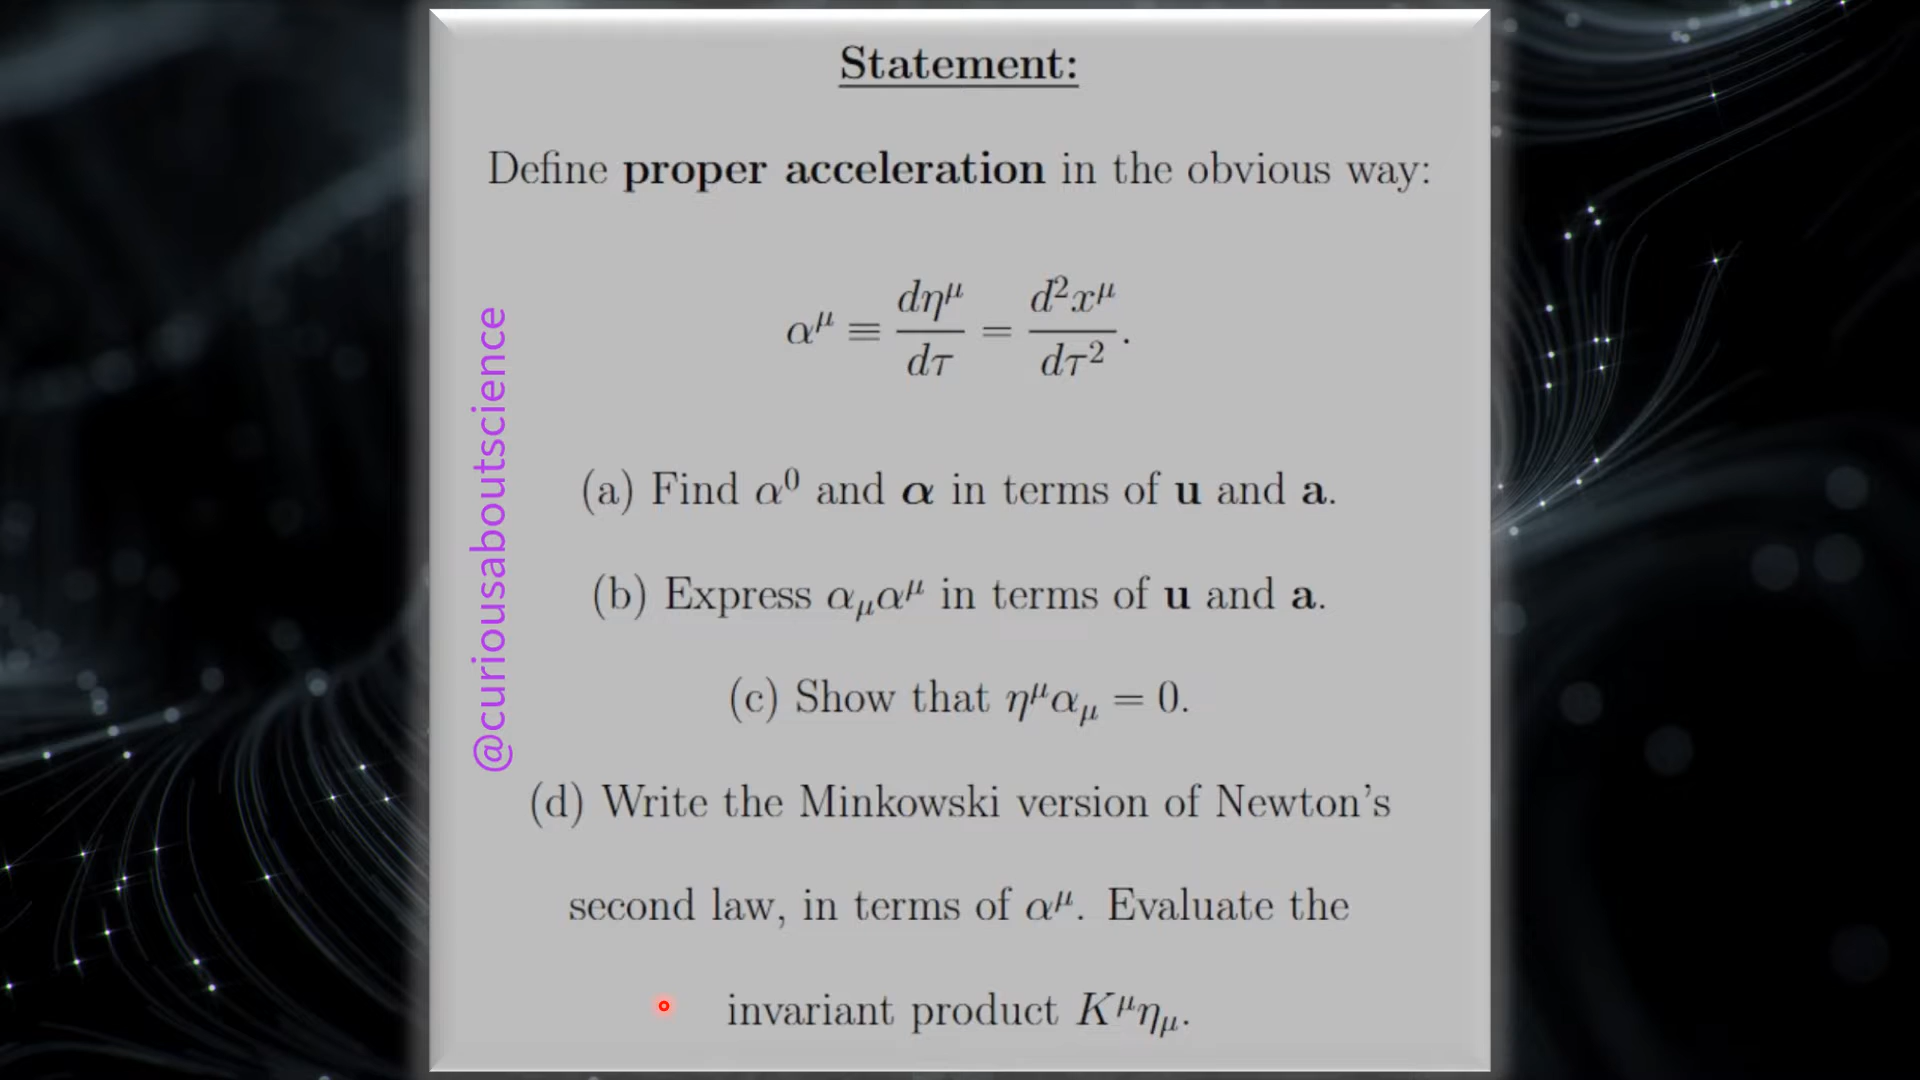 Statement:
Define proper acceleration in the obvious way:
α^μ ≡ dη^μ/dτ = d²x^μ/dτ².
(a) Find α⁰ and α in terms of u and a.
(b) Express α_μα^μ in terms of u and a.
(c) Show that η^μα_μ = 0.
(d) Write the Minkowski version of Newton's
second law, in terms of α^μ. Evaluate the
invariant product K^μη_μ.
@curiousaboutscience